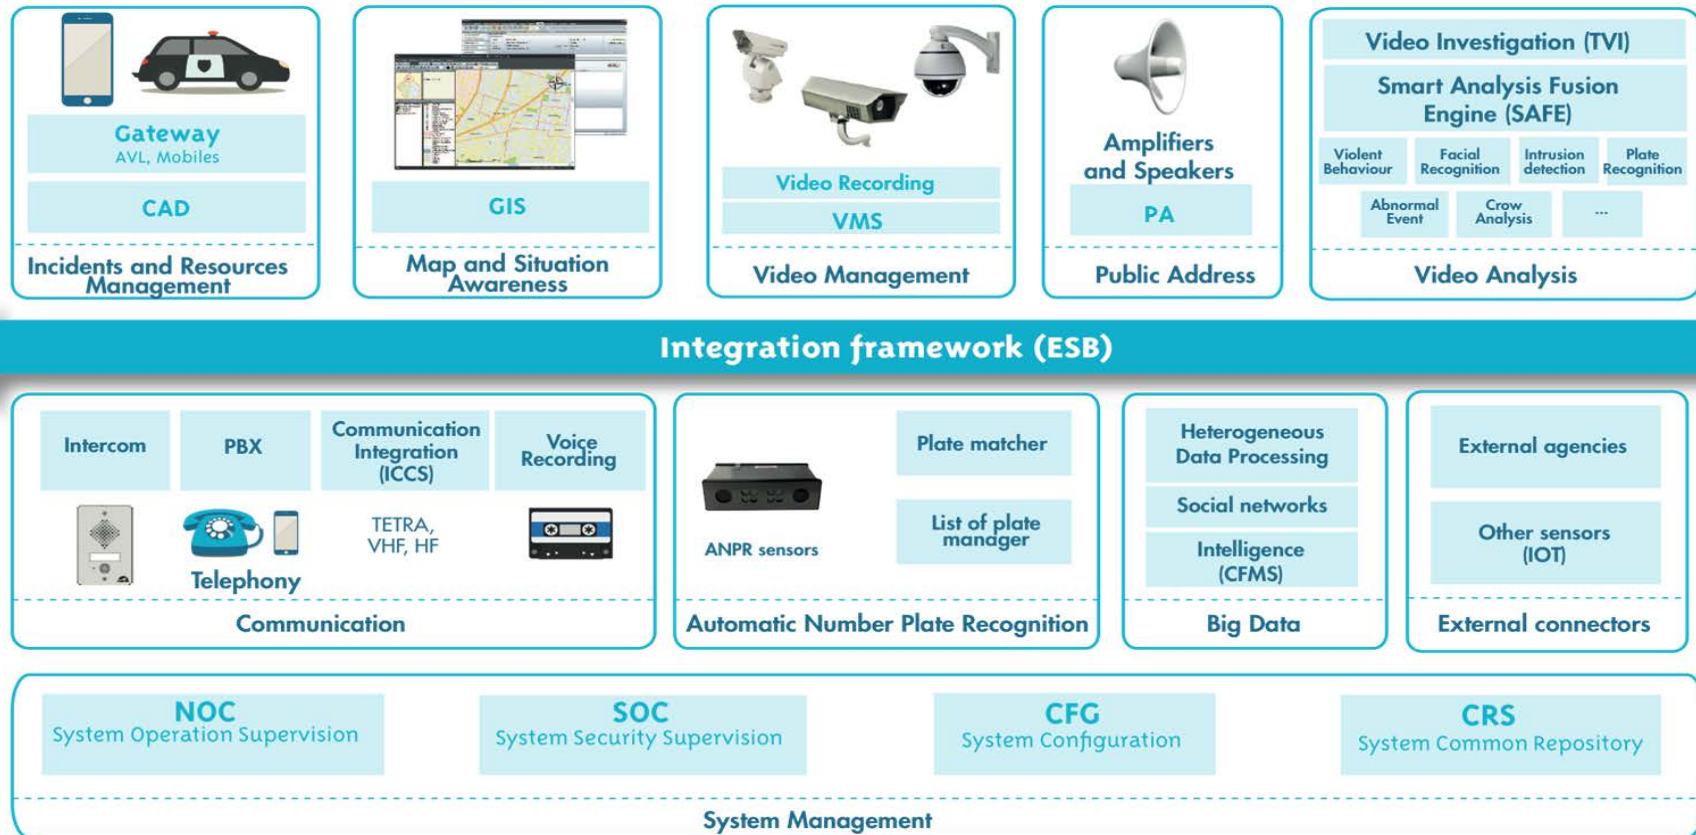 Gateway
AVL, Mobiles
CAD
Incidents and Resources
Management
GIS
Map and Situation
Awareness
Video Recording
VMS
Video Management
Amplifiers
and Speakers
PA
Public Address
Video Investigation (TVI)
Smart Analysis Fusion
Engine (SAFE)
Violent
Behaviour
Facial
Recognition
Intrusion
detection
Plate
Recognition
Abnormal
Event
Crow
Analysis
...
Video Analysis
Integration framework (ESB)
Intercom
PBX
Communication
Integration
(ICCS)
Voice
Recording
Telephony
TETRA,
VHF, HF
Communication
ANPR sensors
Plate matcher
List of plate
manager
Automatic Number Plate Recognition
Heterogeneous
Data Processing
Social networks
Intelligence
(CFMS)
Big Data
External agencies
Other sensors
(IOT)
External connectors
NOC
System Operation Supervision
SOC
System Security Supervision
CFG
System Configuration
CRS
System Common Repository
System Management